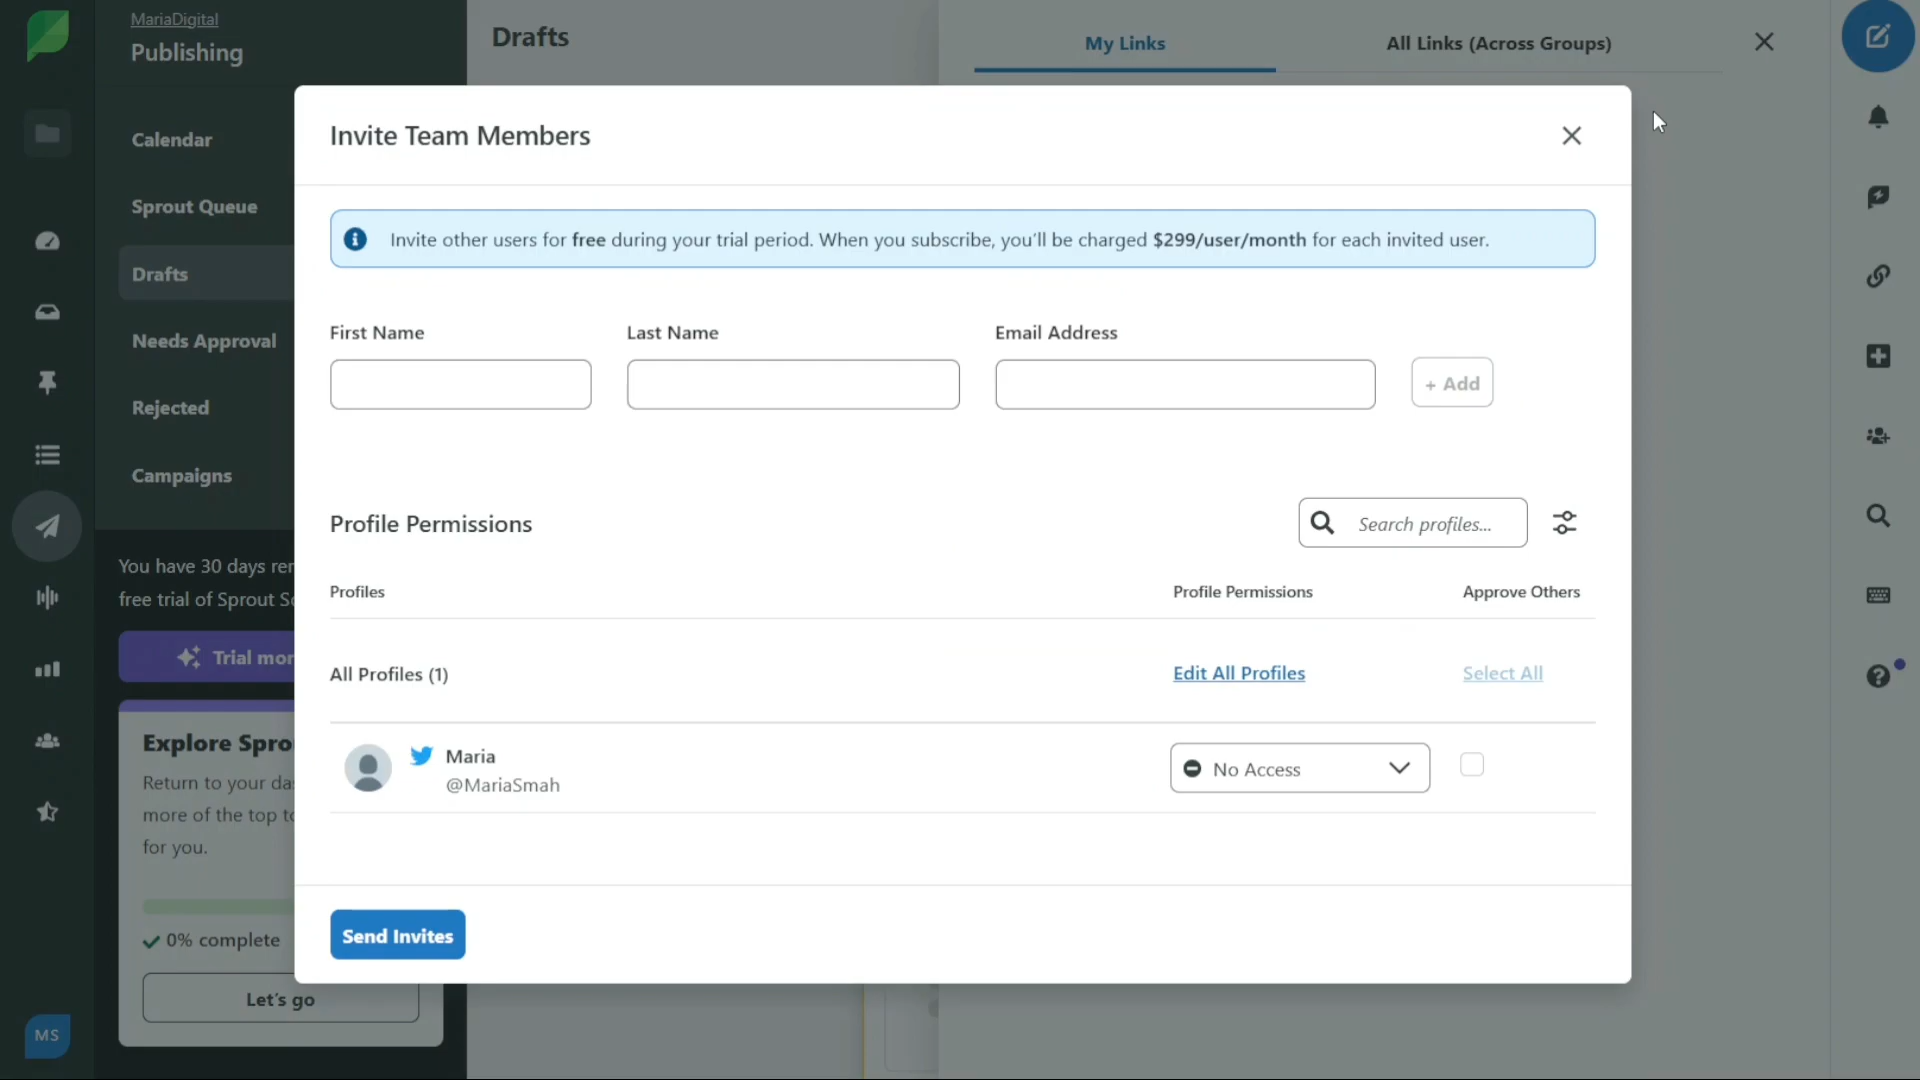 MariaDigital
Publishing
Calendar
Sprout Queue
Drafts
Needs Approval
Rejected
Campaigns
You have 30 days
free trial of Sprout
Trial
Explore
Return to your
more of the top
for you.
0% complete
Let's go
MS
Drafts
My Links
All Links (Across Groups)
Invite Team Members
Invite other users for free during your trial period. When you subscribe, you'll be charged $299/user/month for each invited user.
First Name
Last Name
Email Address
+ Add
Profile Permissions
Search profiles...
Profiles
Profile Permissions
Approve Others
All Profiles (1)
Edit All Profiles
Select All
Maria
@MariaSmah
No Access
Send Invites